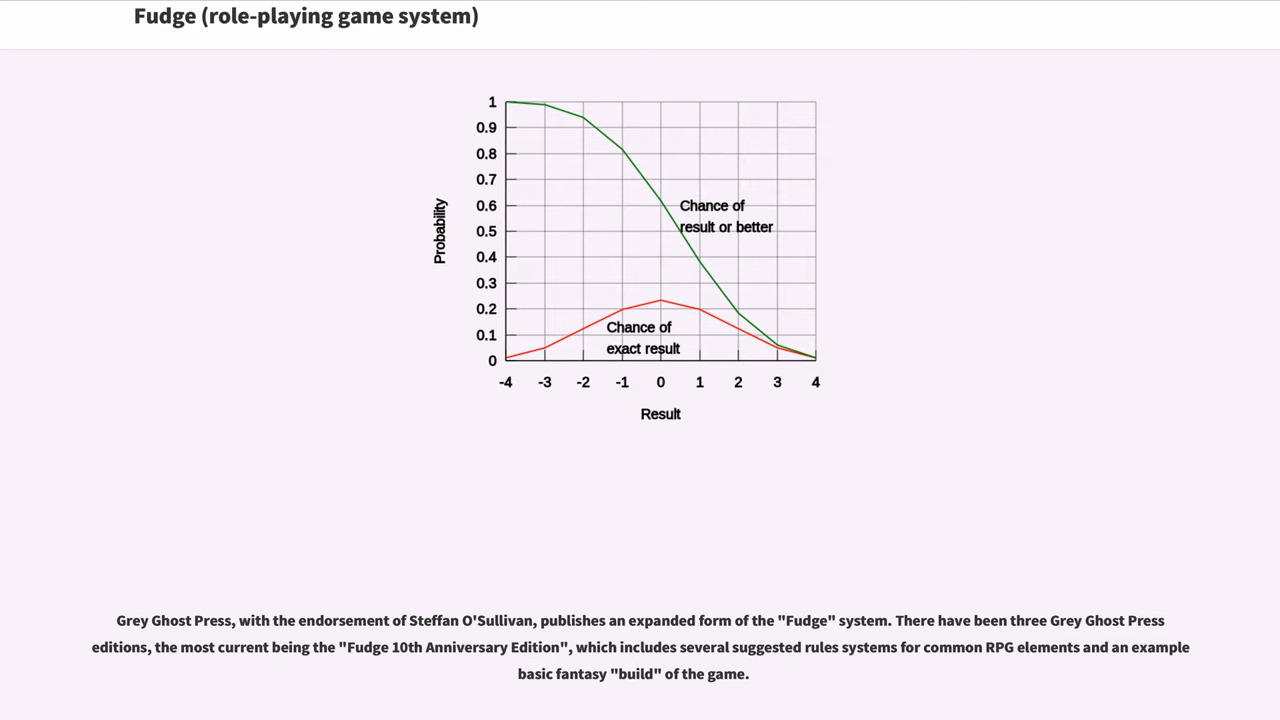 Fudge (role-playing game system)
1
0.9
0.8
0.7
0.6
0.5
0.4
0.3
0.2
0.1
0
Probability
Chance of
result or better
Chance of
exact result
-4 -3 -2 -1 0 1 2 3 4
Result
Grey Ghost Press, with the endorsement of Steffan O'Sullivan, publishes an expanded form of the "Fudge" system. There have been three Grey Ghost Press
editions, the most current being the "Fudge 10th Anniversary Edition", which includes several suggested rules systems for common RPG elements and an example
basic fantasy "build" of the game.